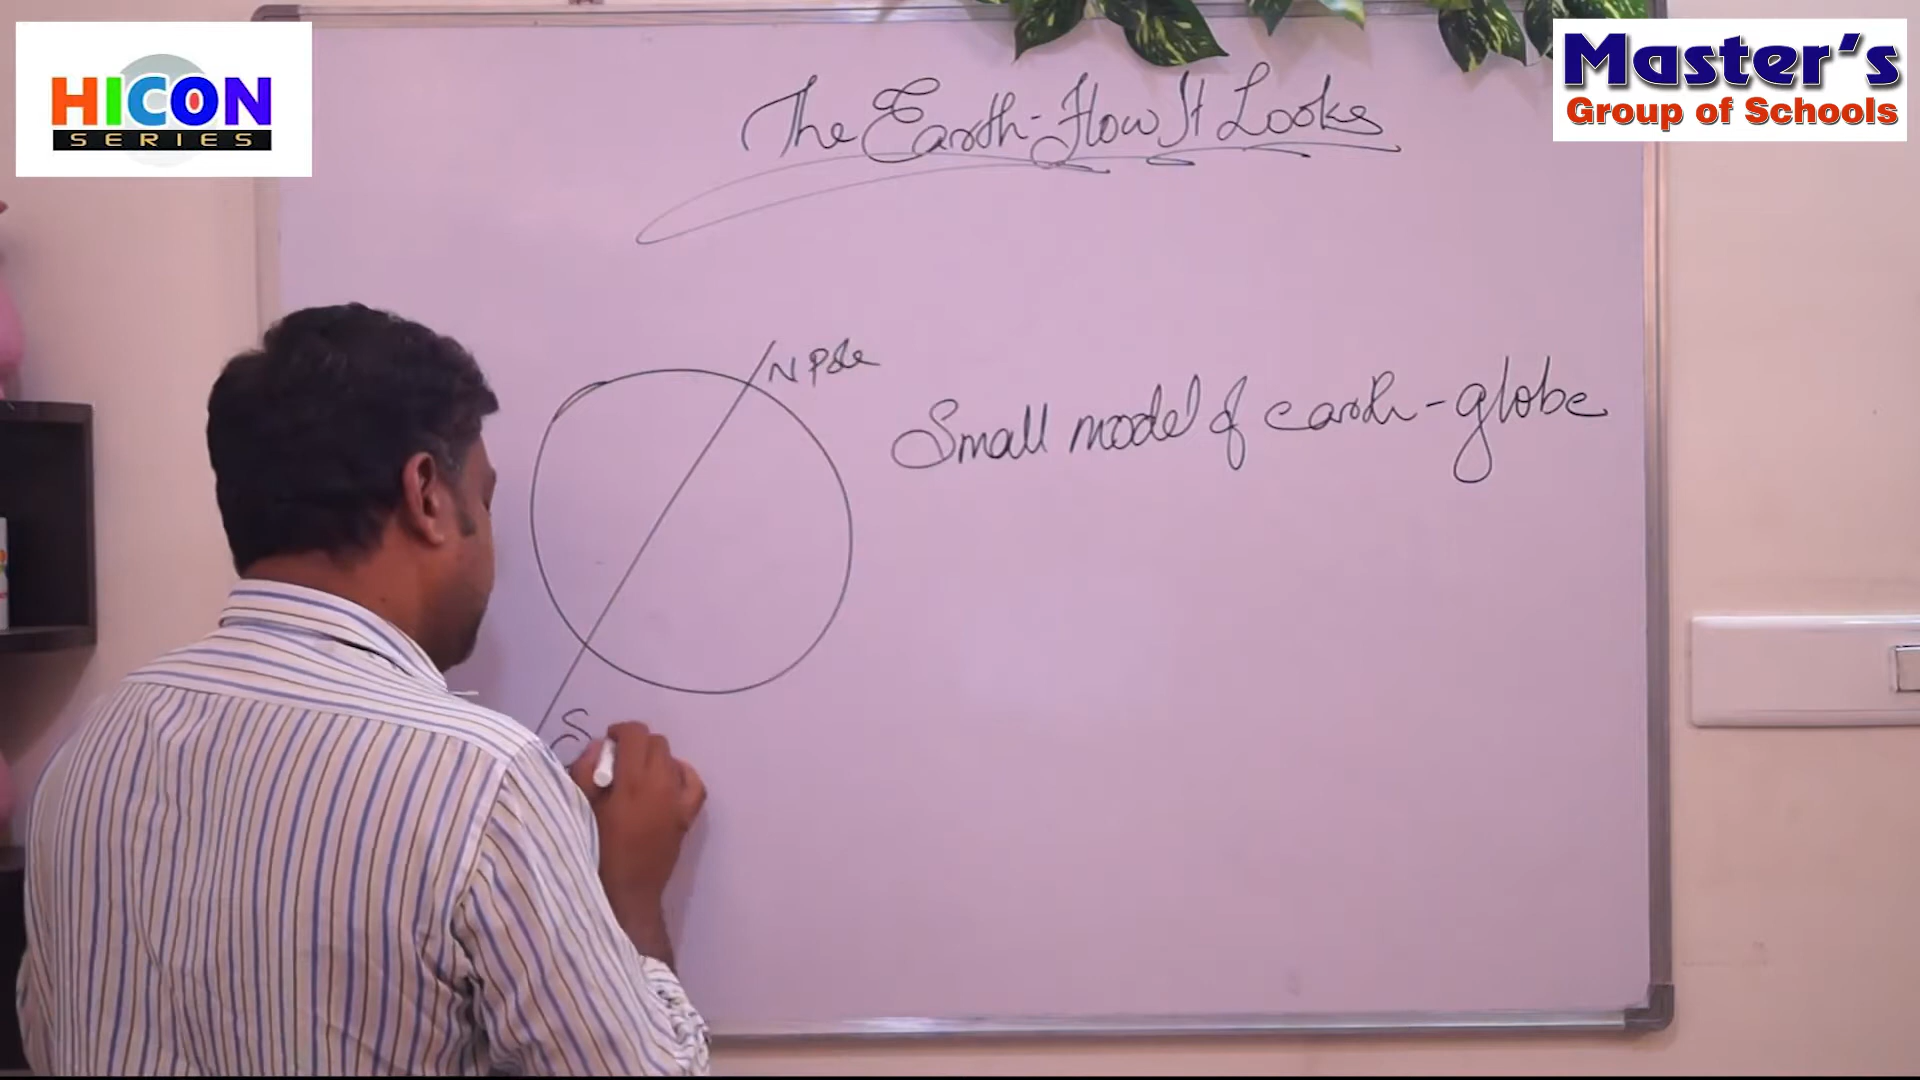 HICON
SERIES
Master's
Group of Schools
The Earth-How It Looks
N Pole
Small model of earth-globe
S